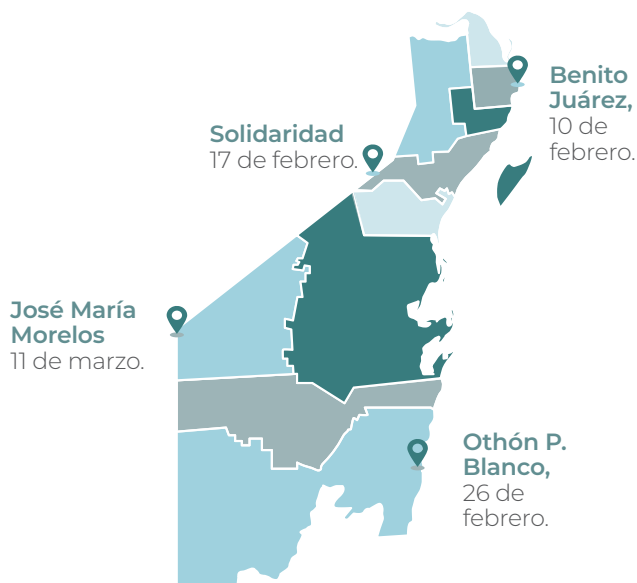 Benito
Juárez,
10 de
febrero.
Solidaridad
17 de febrero.
José María
Morelos
11 de marzo.
Othón P.
Blanco,
26 de
febrero.